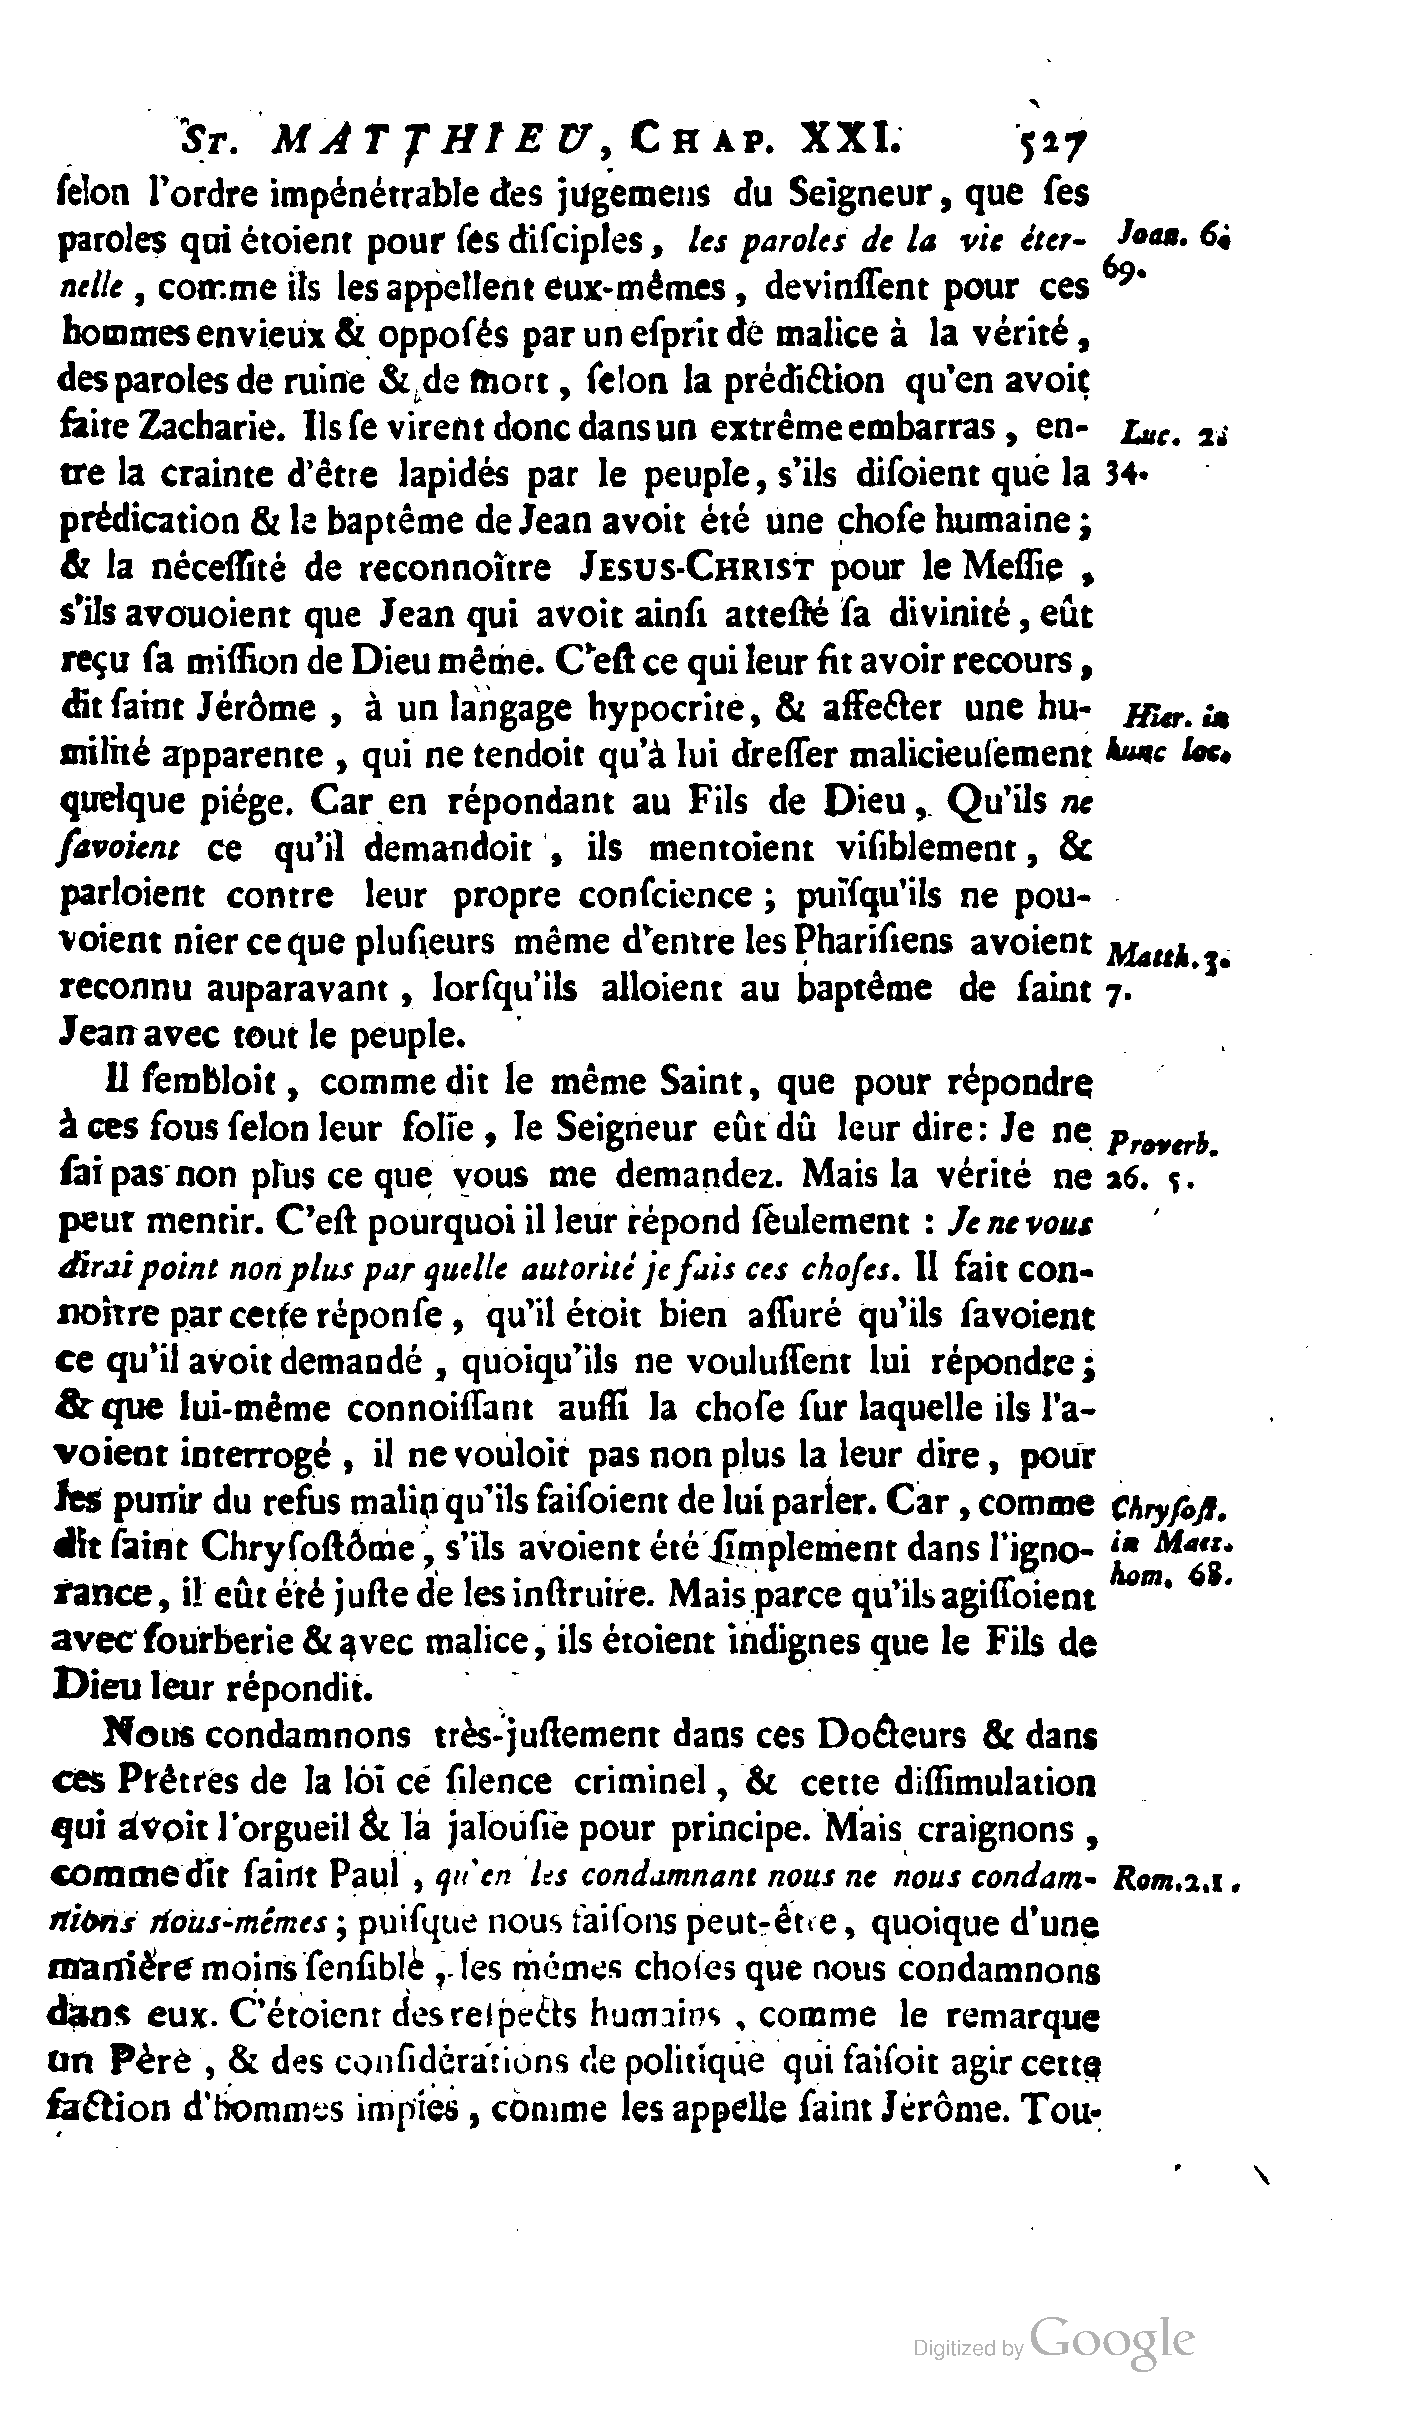 St. MATTHIEU, CHAP. XXI. 527
ſelon l'ordre impénétrable des jugemens du Seigneur, que ſes
paroles qui étoient pour ſes diſciples, les paroles de la vie éter- Joan. 6.
nelle, comme ils les appellent eux-mêmes, devinſſent pour ces 69.
hommes envieux & oppoſés par un eſprit de malice à la vérité,
des paroles de ruine & de mort, ſelon la prédiction qu'en avoit
faite Zacharie. Ils ſe virent donc dans un extrême embarras, en- Luc. 2.
tre la crainte d'être lapidés par le peuple, s'ils diſoient que la 34.
prédication & le baptême de Jean avoit été une choſe humaine;
& la néceſſité de reconnoître JESUS-CHRIST pour le Meſſie,
s'ils avouoient que Jean qui avoit ainſi atteſté ſa divinité, eût
reçu ſa miſſion de Dieu même. C'eſt ce qui leur fit avoir recours,
dit ſaint Jérôme, à un langage hypocrite, & affecter une hu- Hier. in
milité apparente, qui ne tendoit qu'à lui dreſſer malicieuſement hunc loc.
quelque piége. Car en répondant au Fils de Dieu, Qu'ils ne
ſavoient ce qu'il demandoit, ils mentoient viſiblement, &
parloient contre leur propre conſcience; puiſqu'ils ne pou-
voient nier ce que pluſieurs même d'entre les Phariſiens avoient Matth. 3.
reconnu auparavant, lorſqu'ils alloient au baptême de ſaint 7.
Jean avec tout le peuple.
Il ſembloit, comme dit le même Saint, que pour répondre
à ces fous ſelon leur folie, le Seigneur eût dû leur dire: Je ne Proverb.
ſai pas non plus ce que vous me demandez. Mais la vérité ne 26. 5.
peut mentir. C'eſt pourquoi il leur répond ſeulement : Je ne vous
dirai point non plus par quelle autorité je fais ces choſes. Il fait con-
noître par cette réponſe, qu'il étoit bien aſſuré qu'ils ſavoient
ce qu'il avoit demandé, quoiqu'ils ne vouluſſent lui répondre;
& que lui-même connoiſſant auſſi la choſe ſur laquelle ils l'a-
voient interrogé, il ne vouloit pas non plus la leur dire, pour
les punir du refus malin qu'ils faiſoient de lui parler. Car, comme Chryſoſt.
dit ſaint Chryſoſtôme, s'ils avoient été ſimplement dans l'igno- in Matt.
rance, il eût été juſte de les inſtruire. Mais parce qu'ils agiſſoient hom. 68.
avec fourberie & avec malice, ils étoient indignes que le Fils de
Dieu leur répondit.
Nous condamnons très-juſtement dans ces Docteurs & dans
ces Prêtres de la loi ce ſilence criminel, & cette diſſimulation
qui avoit l'orgueil & la jalouſie pour principe. Mais craignons,
comme dit ſaint Paul, qu'en les condamnant nous ne nous condam- Rom. 2. 1.
nions nous-mêmes; puiſque nous faiſons peut-être, quoique d'une
manière moins ſenſible, les mêmes choſes que nous condamnons
dans eux. C'étoient des reſpects humains, comme le remarque
un Père, & des conſidérations de politique qui faiſoit agir cette
faction d'hommes impies, comme les appelle ſaint Jérôme. Tou-
Digitized by Google